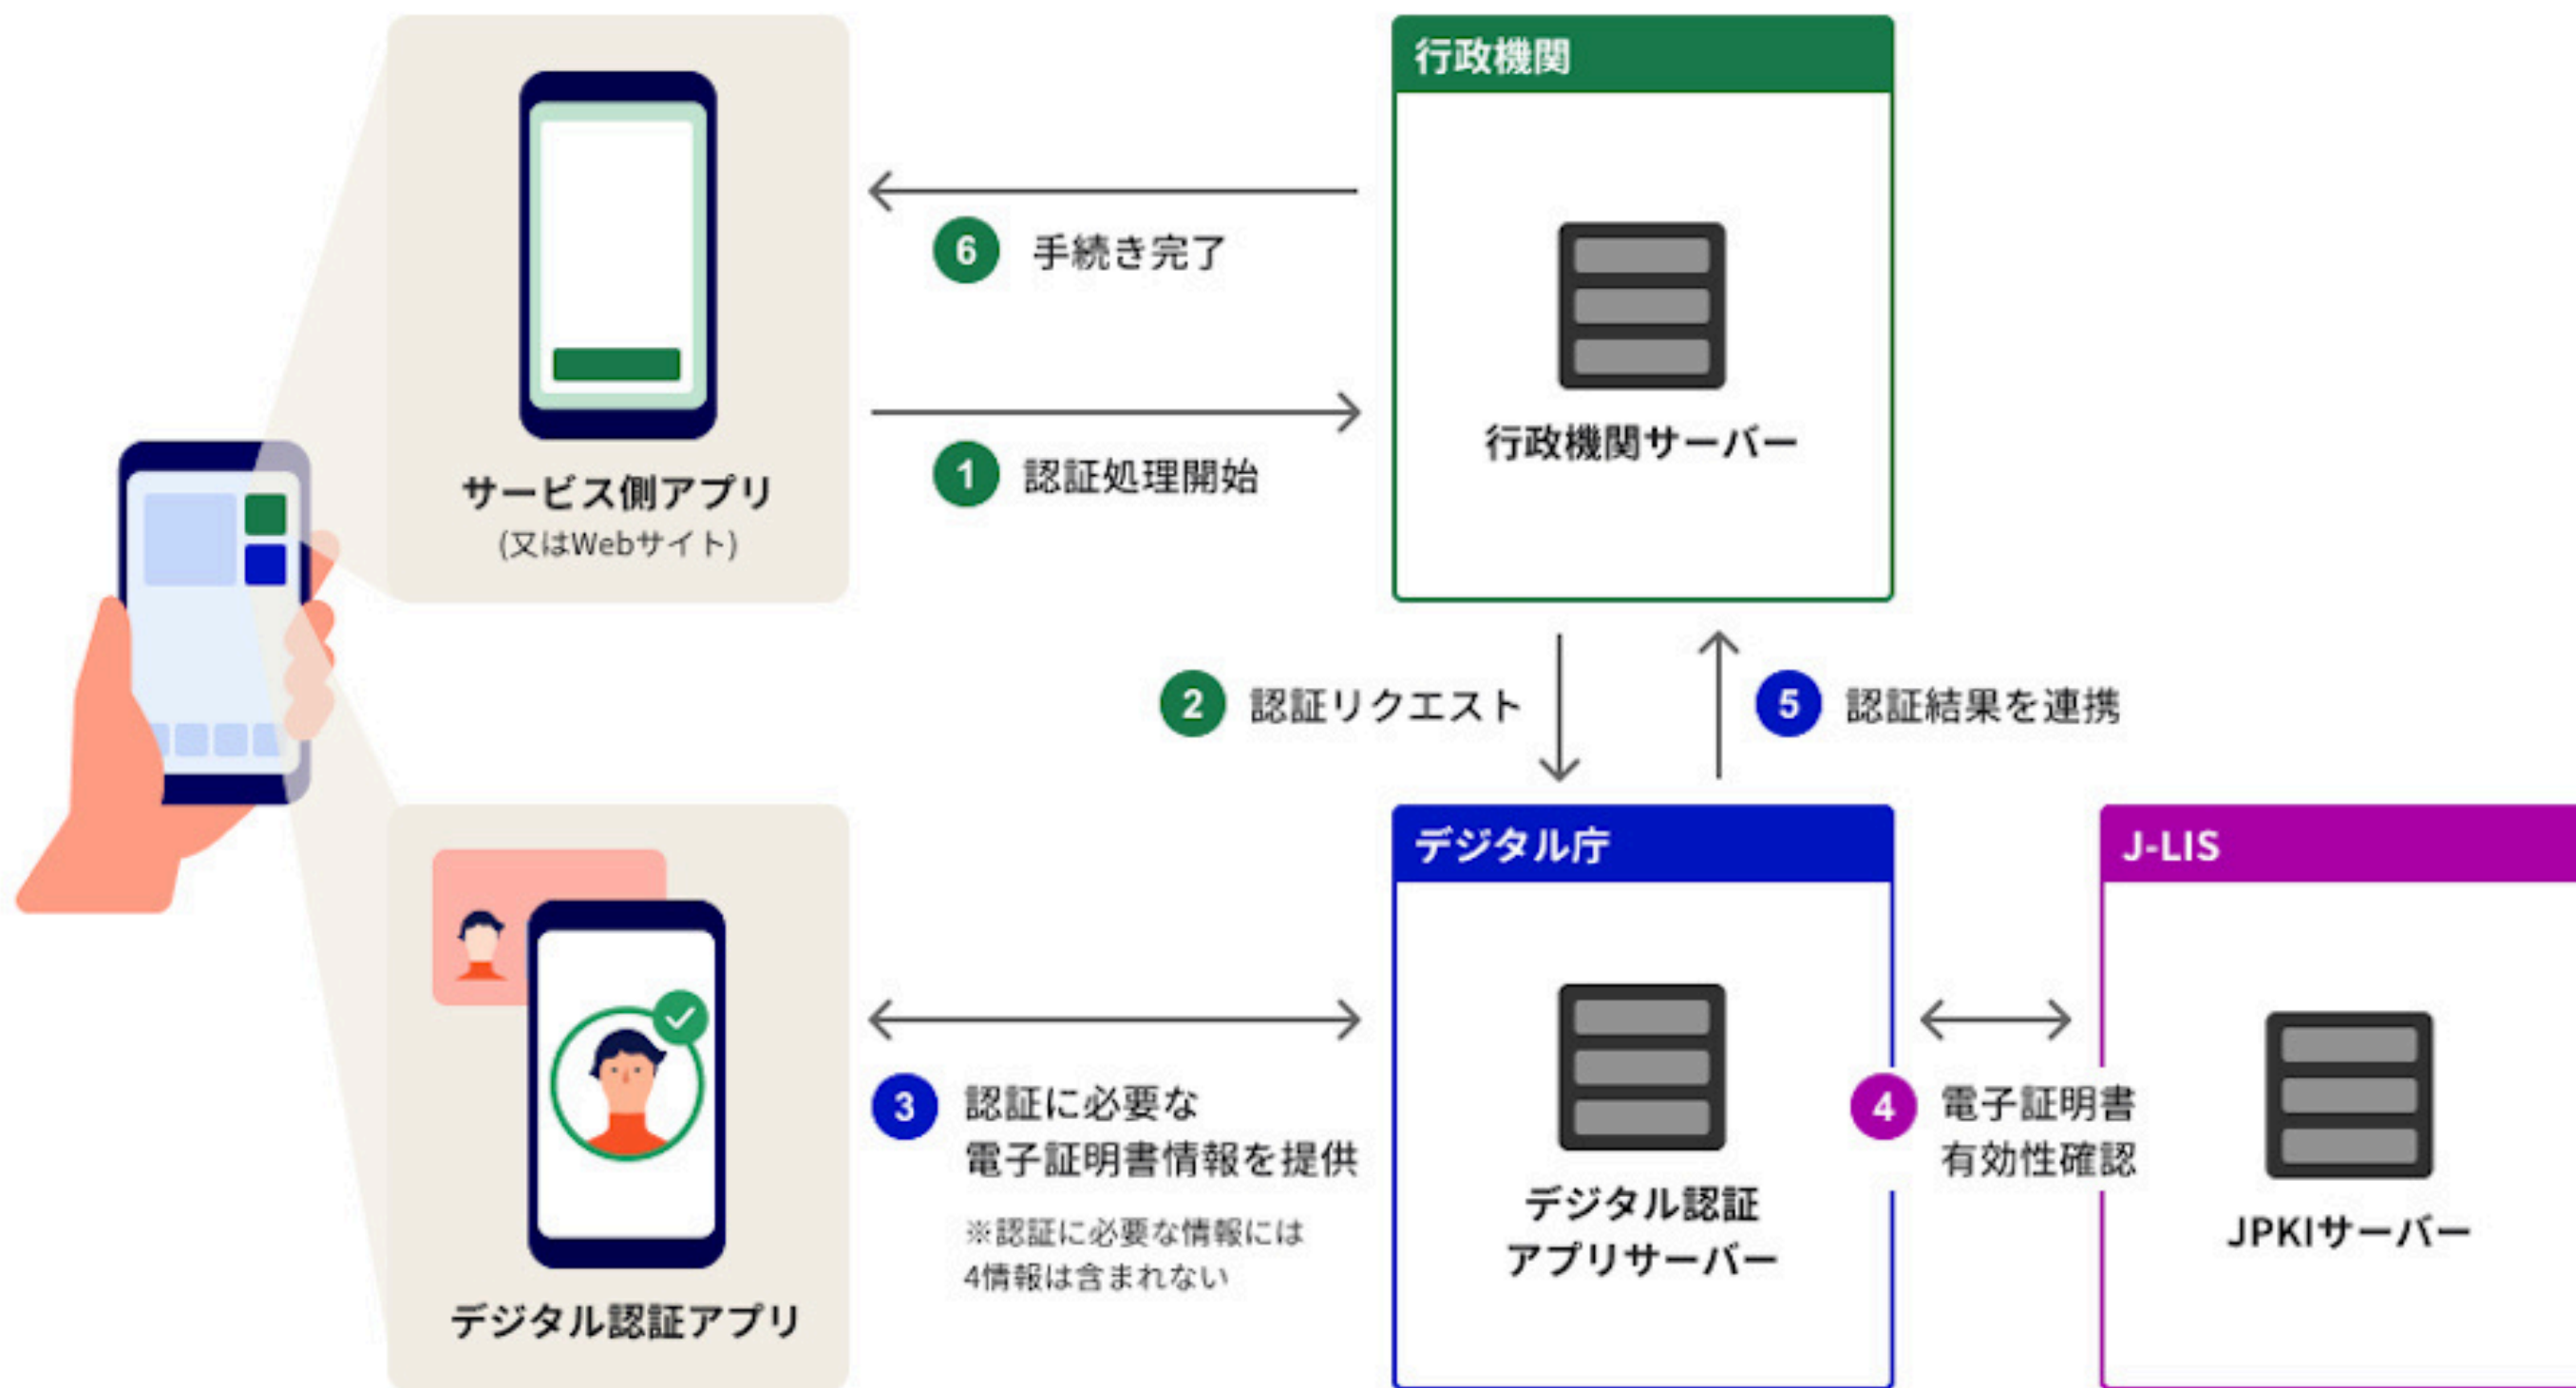 行政機関
6 手続き完了
行政機関サーバー
1 認証処理開始
サービス側アプリ
(又はWebサイト)
2 認証リクエスト
5 認証結果を連携
デジタル庁
J-LIS
3 認証に必要な
電子証明書情報を提供
※認証に必要な情報には
4情報は含まれない
4 電子証明書
有効性確認
デジタル認証
アプリサーバー
JPKIサーバー
デジタル認証アプリ